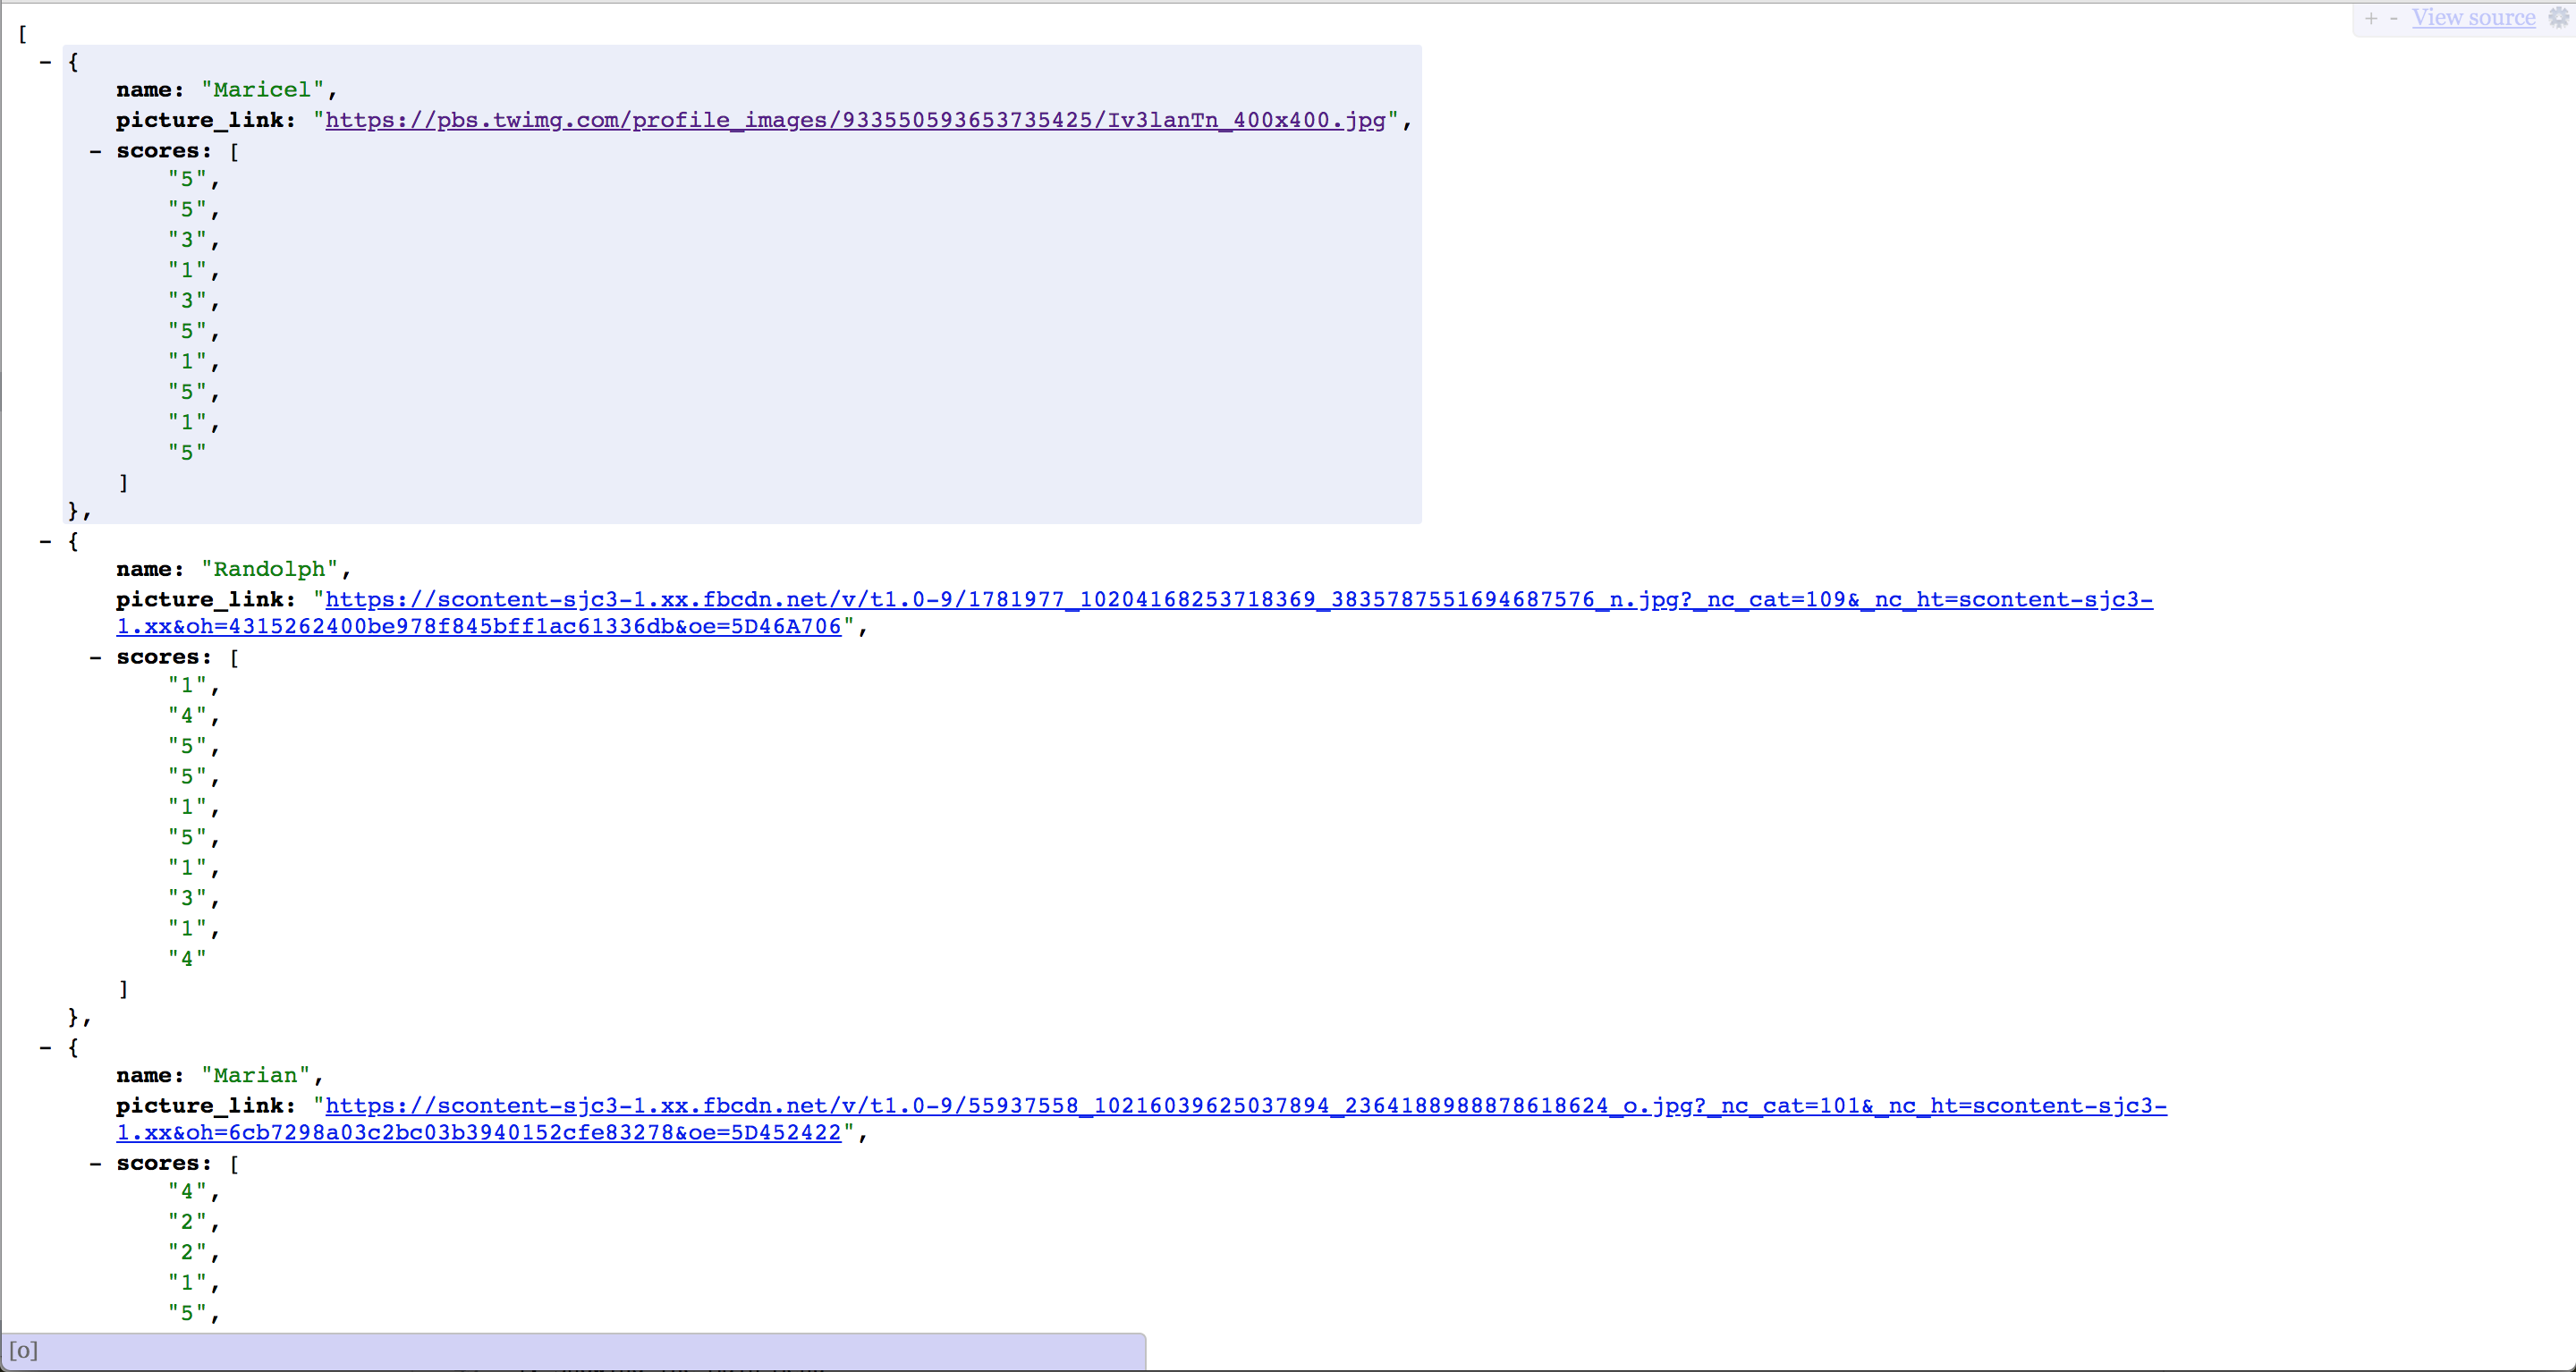 + - View source
[
- {
name: "Maricel",
picture_link: "https://pbs.twimg.com/profile_images/933550593653735425/Iv3lanTn_400x400.jpg",
- scores: [
"5",
"5",
"3",
"1",
"3",
"5",
"1",
"5",
"1",
"5"
]
},
- {
name: "Randolph",
picture_link: "https://scontent-sjc3-1.xx.fbcdn.net/v/t1.0-9/1781977_10204168253718369_3835787551694687576_n.jpg?_nc_cat=109&_nc_ht=scontent-sjc3-
1.xx&oh=4315262400be978f845bff1ac61336db&oe=5D46A706",
- scores: [
"1",
"4",
"5",
"5",
"1",
"5",
"1",
"3",
"1",
"4"
]
},
- {
name: "Marian",
picture_link: "https://scontent-sjc3-1.xx.fbcdn.net/v/t1.0-9/55937558_10216039625037894_2364188988878618624_o.jpg?_nc_cat=101&_nc_ht=scontent-sjc3-
1.xx&oh=6cb7298a03c2bc03b3940152cfe83278&oe=5D452422",
- scores: [
"4",
"2",
"2",
"1",
"5",
[o]